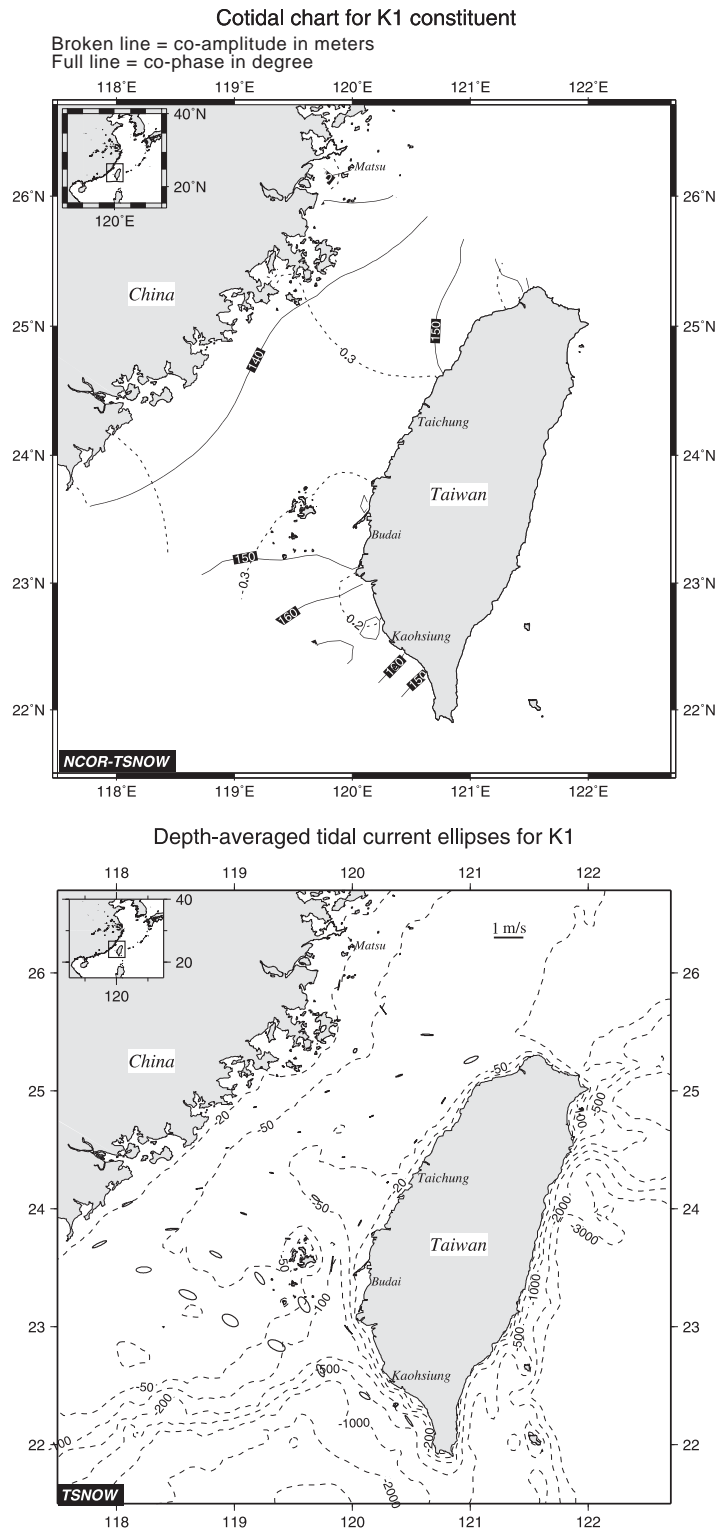 Cotidal chart for K1 constituent
Broken line = co-amplitude in meters
Full line = co-phase in degree
118˚E 119˚E 120˚E 121˚E 122˚E
40˚N
20˚N
120˚E
Matsu
26˚N 26˚N
China
25˚N 25˚N
150
140
0.3
Taichung
24˚N 24˚N
Taiwan
Budai
150
23˚N 23˚N
0.3
160
0.2
Kaohsiung
160
150
22˚N 22˚N
NCOR-TSNOW
118˚E 119˚E 120˚E 121˚E 122˚E
Depth-averaged tidal current ellipses for K1
118 119 120 121 122
40
20
120
1 m/s
Matsu
26 26
China
-50
25 25
-20
-50
-500
-20
Taichung
24 24
-50
-2000
-3000
Taiwan
-50
Budai
-100
-1000
23 23
-500
-500
Kaohsiung
-50
-200
-1000
-200
22 22
-2000
TSNOW
118 119 120 121 122